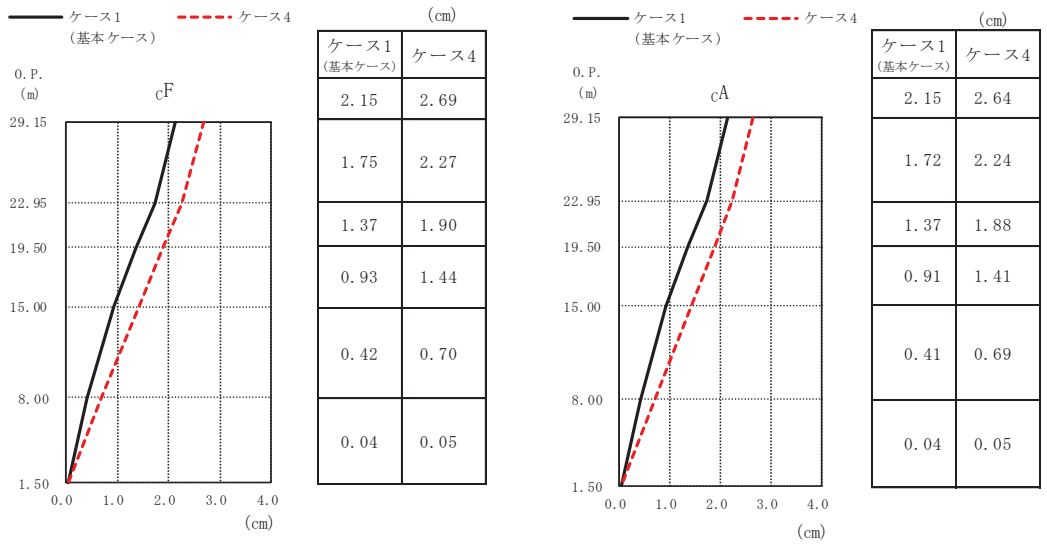 ケース1
(基本ケース)
ケース4
(cm)
ケース1
(基本ケース)
ケース4
O.P.
(m)
CF
29.15
22.95
19.50
15.00
8.00
1.50
0.0 1.0 2.0 3.0 4.0
(cm)
2.15 2.69
1.75 2.27
1.37 1.90
0.93 1.44
0.42 0.70
0.04 0.05
ケース1
(基本ケース)
ケース4
(cm)
ケース1
(基本ケース)
ケース4
O.P.
(m)
CA
29.15
22.95
19.50
15.00
8.00
1.50
0.0 1.0 2.0 3.0 4.0
(cm)
2.15 2.64
1.72 2.24
1.37 1.88
0.91 1.41
0.41 0.69
0.04 0.05